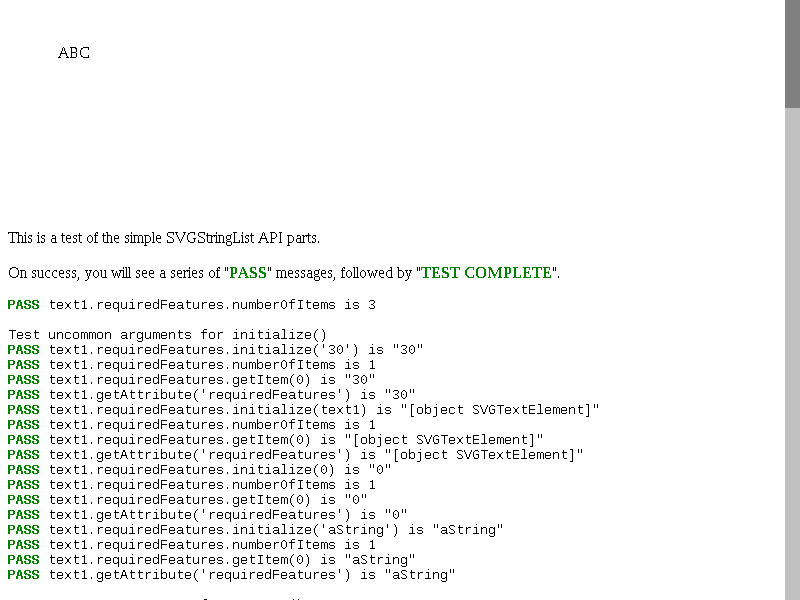 ABC
This is a test of the simple SVGStringList API parts.
On success, you will see a series of "PASS" messages, followed by "TEST COMPLETE".
PASS text1.requiredFeatures.numberOfItems is 3
Test uncommon arguments for initialize()
PASS text1.requiredFeatures.initialize('30') is "30"
PASS text1.requiredFeatures.numberOfItems is 1
PASS text1.requiredFeatures.getItem(0) is "30"
PASS text1.getAttribute('requiredFeatures') is "30"
PASS text1.requiredFeatures.initialize(text1) is "[object SVGTextElement]"
PASS text1.requiredFeatures.numberOfItems is 1
PASS text1.requiredFeatures.getItem(0) is "[object SVGTextElement]"
PASS text1.getAttribute('requiredFeatures') is "[object SVGTextElement]"
PASS text1.requiredFeatures.initialize(0) is "0"
PASS text1.requiredFeatures.numberOfItems is 1
PASS text1.requiredFeatures.getItem(0) is "0"
PASS text1.getAttribute('requiredFeatures') is "0"
PASS text1.requiredFeatures.initialize('aString') is "aString"
PASS text1.requiredFeatures.numberOfItems is 1
PASS text1.requiredFeatures.getItem(0) is "aString"
PASS text1.getAttribute('requiredFeatures') is "aString"